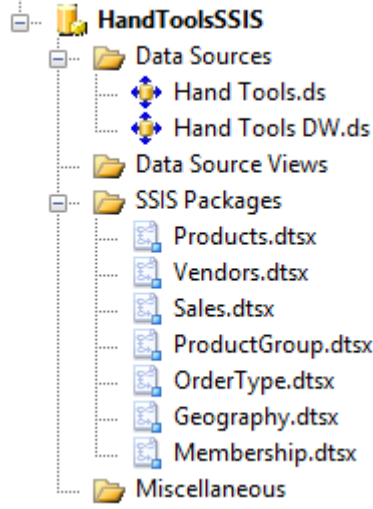 HandToolsSSIS
Data Sources
Hand Tools.ds
Hand Tools DW.ds
Data Source Views
SSIS Packages
Products.dtsx
Vendors.dtsx
Sales.dtsx
ProductGroup.dtsx
OrderType.dtsx
Geography.dtsx
Membership.dtsx
Miscellaneous